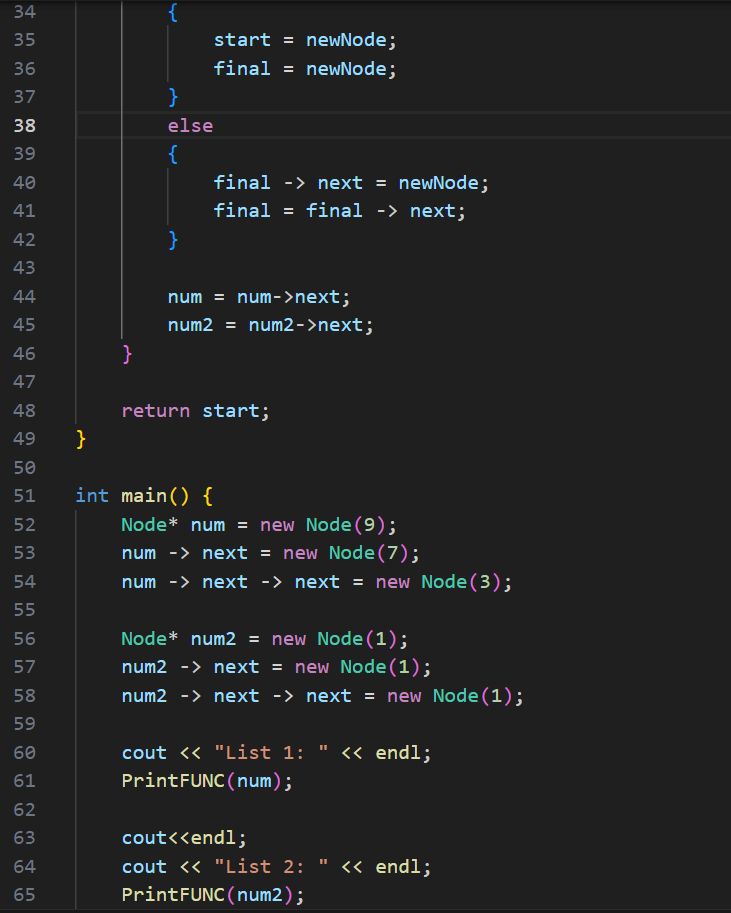 34 {
35 start = newNode;
36 final = newNode;
37 }
38 else
39 {
40 final -> next = newNode;
41 final = final -> next;
42 }
43
44 num = num->next;
45 num2 = num2->next;
46 }
47
48 return start;
49 }
50
51 int main() {
52 Node* num = new Node(9);
53 num -> next = new Node(7);
54 num -> next -> next = new Node(3);
55
56 Node* num2 = new Node(1);
57 num2 -> next = new Node(1);
58 num2 -> next -> next = new Node(1);
59
60 cout << "List 1: " << endl;
61 PrintFUNC(num);
62
63 cout<<endl;
64 cout << "List 2: " << endl;
65 PrintFUNC(num2);